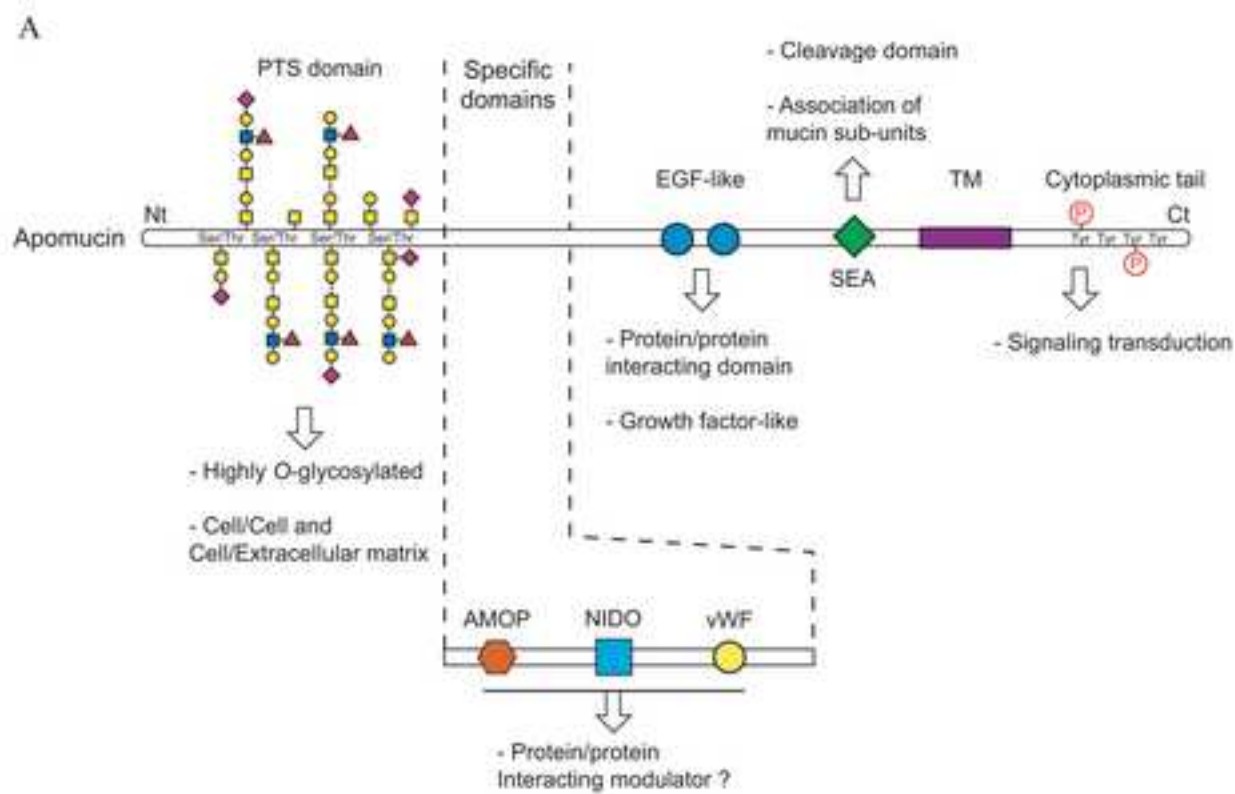 A
PTS domain
Specific
domains
- Cleavage domain
- Association of
mucin sub-units
EGF-like
TM
Cytoplasmic tail
Nt
P
Ct
Apomucin
Ser/Thr Ser/Thr Ser/Thr Ser/Thr
Tyr Tyr Tyr Tyr
P
SEA
- Protein/protein
interacting domain
- Growth factor-like
- Signaling transduction
- Highly O-glycosylated
- Cell/Cell and
Cell/Extracellular matrix
AMOP
NIDO
vWF
- Protein/protein
Interacting modulator ?